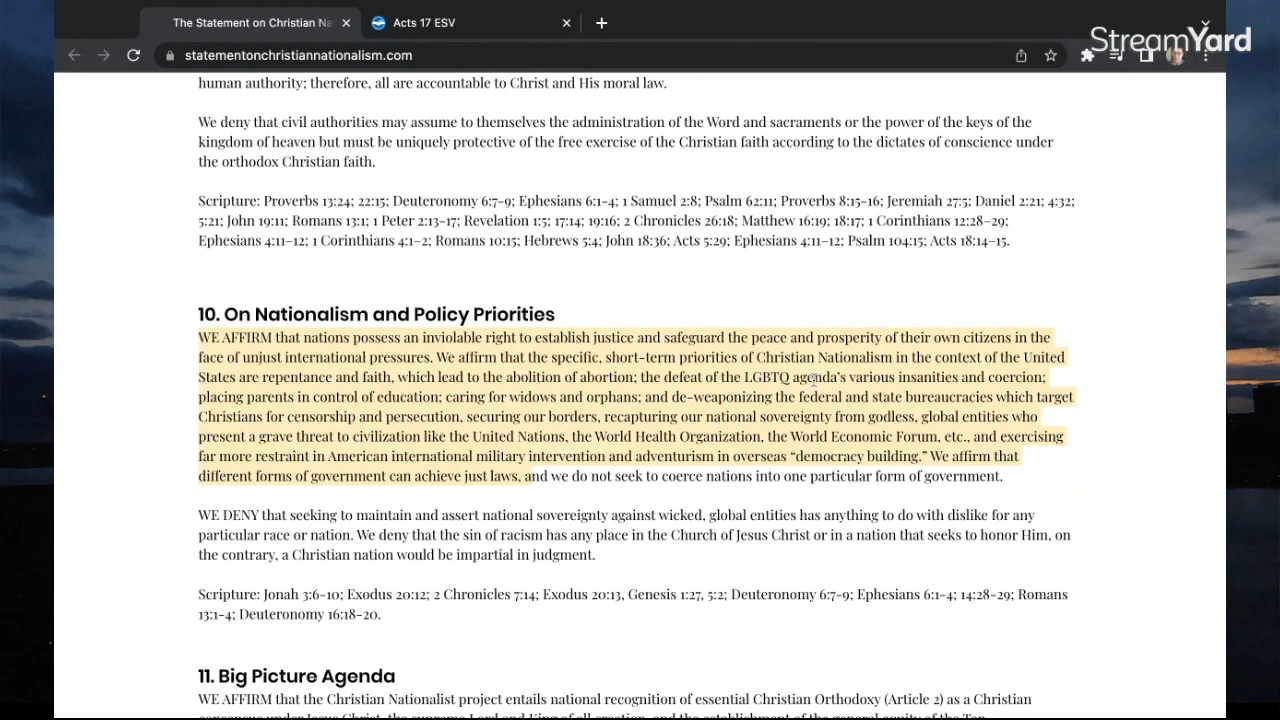 The Statement on Christian Na
Acts 17 ESV
StreamYard
statementonchristiannationalism.com
human authority; therefore, all are accountable to Christ and His moral law.
We deny that civil authorities may assume to themselves the administration of the Word and sacraments or the power of the keys of the
kingdom of heaven but must be uniquely protective of the free exercise of the Christian faith according to the dictates of conscience under
the orthodox Christian faith.
Scripture: Proverbs 13:24; 22:15; Deuteronomy 6:7-9; Ephesians 6:1-4; 1 Samuel 2:8; Psalm 62:11; Proverbs 8:15-16; Jeremiah 27:5; Daniel 2:21; 4:32;
5:21; John 19:11; Romans 13:1; 1 Peter 2:13-17; Revelation 1:5; 17:14; 19:16; 2 Chronicles 26:18; Matthew 16:19; 18:17; 1 Corinthians 12:28–29;
Ephesians 4:11–12; 1 Corinthians 4:1–2; Romans 10:15; Hebrews 5:4; John 18:36; Acts 5:29; Ephesians 4:11–12; Psalm 104:15; Acts 18:14–15.
10. On Nationalism and Policy Priorities
WE AFFIRM that nations possess an inviolable right to establish justice and safeguard the peace and prosperity of their own citizens in the
face of unjust international pressures. We affirm that the specific, short-term priorities of Christian Nationalism in the context of the United
States are repentance and faith, which lead to the abolition of abortion; the defeat of the LGBTQ agenda's various insanities and coercion;
placing parents in control of education; caring for widows and orphans; and de-weaponizing the federal and state bureaucracies which target
Christians for censorship and persecution, securing our borders, recapturing our national sovereignty from godless, global entities who
present a grave threat to civilization like the United Nations, the World Health Organization, the World Economic Forum, etc., and exercising
far more restraint in American international military intervention and adventurism in overseas “democracy building.” We affirm that
different forms of government can achieve just laws, and we do not seek to coerce nations into one particular form of government.
WE DENY that seeking to maintain and assert national sovereignty against wicked, global entities has anything to do with dislike for any
particular race or nation. We deny that the sin of racism has any place in the Church of Jesus Christ or in a nation that seeks to honor Him, on
the contrary, a Christian nation would be impartial in judgment.
Scripture: Jonah 3:6-10; Exodus 20:12; 2 Chronicles 7:14; Exodus 20:13, Genesis 1:27, 5:2; Deuteronomy 6:7-9; Ephesians 6:1-4; 14:28-29; Romans
13:1-4; Deuteronomy 16:18-20.
11. Big Picture Agenda
WE AFFIRM that the Christian Nationalist project entails national recognition of essential Christian Orthodoxy (Article 2) as a Christian
consensus under Jesus Christ, the supreme Lord and King of all creation, and the establishment of the general equity of the Ten